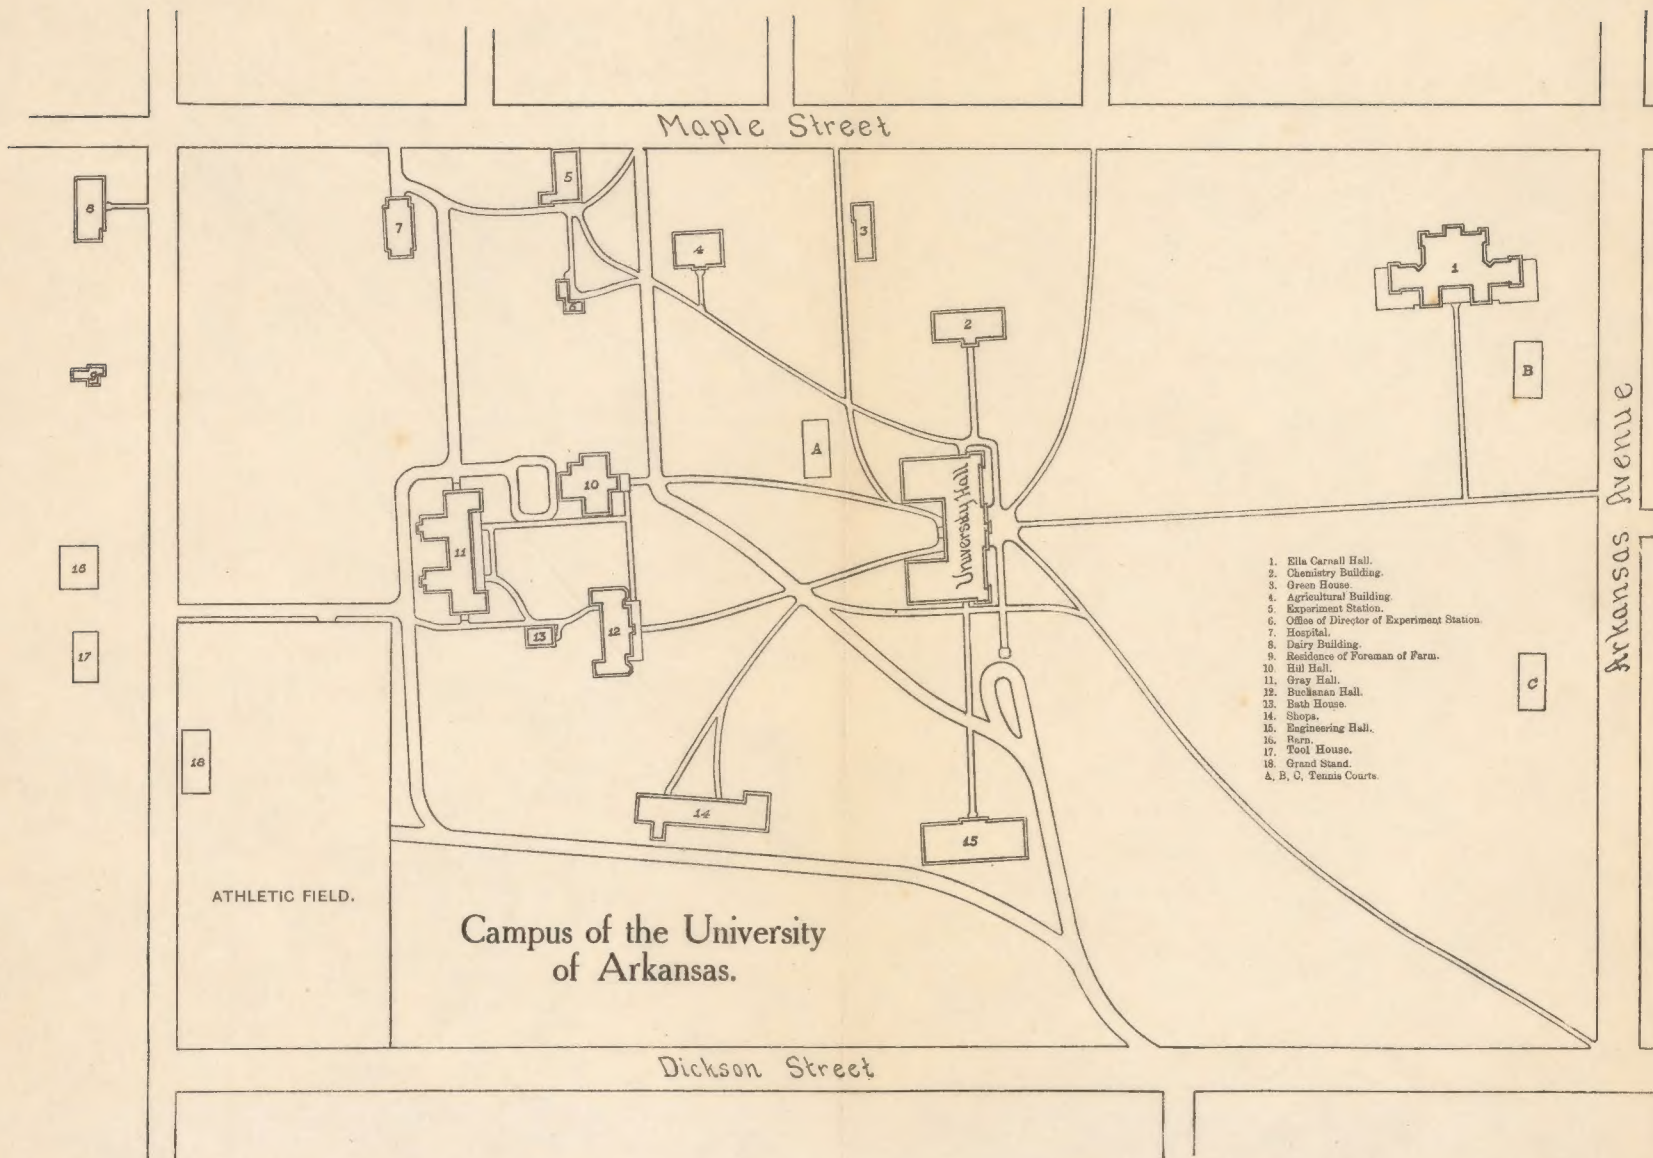 Maple Street
5
8
7
3
4
1
6
2
B
9
A
Arkansas Avenue
University Hall
10
11
16
1. Ella Carnall Hall.
2. Chemistry Building.
3. Green House.
4. Agricultural Building.
5. Experiment Station.
6. Office of Director of Experiment Station.
7. Hospital.
8. Dairy Building.
9. Residence of Foreman of Farm.
10. Hill Hall.
11. Gray Hall.
12. Buchanan Hall.
13. Bath House.
14. Shops.
15. Engineering Hall.
16. Barn.
17. Tool House.
18. Grand Stand.
A, B, C, Tennis Courts.
12
13
17
C
18
14
15
ATHLETIC FIELD.
Campus of the University
of Arkansas.
Dickson Street